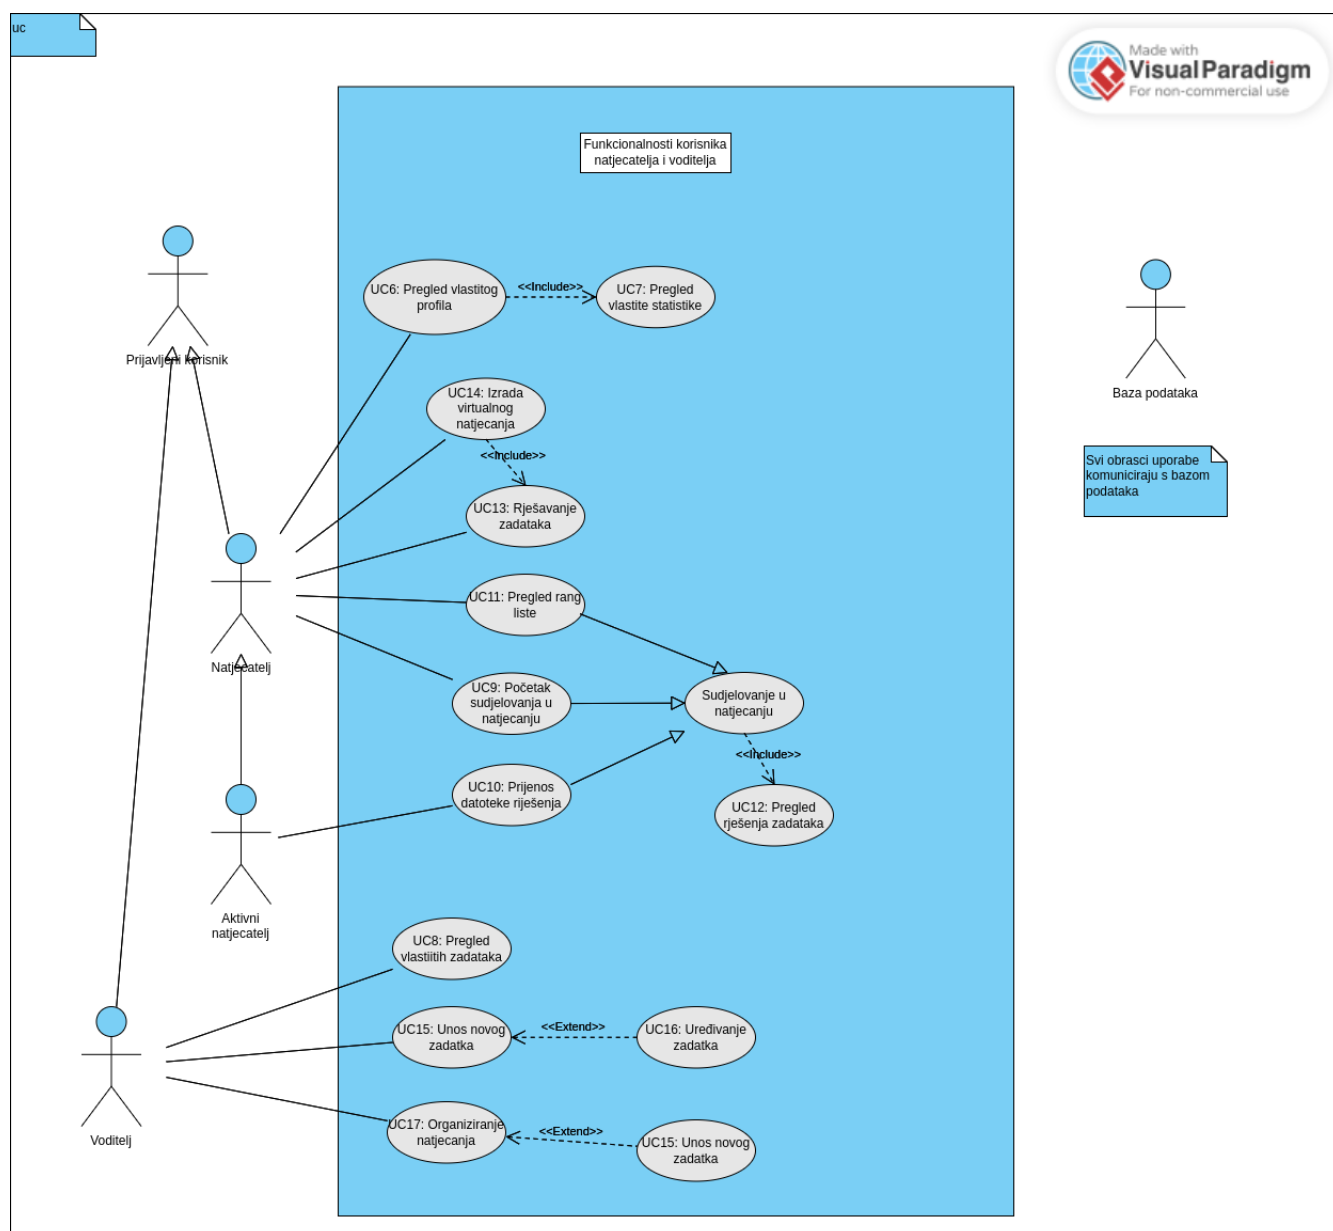 uc
Made with
Visual Paradigm
For non-commercial use
Funkcionalnosti korisnika
natjecatelja i voditelja
Prijavljeni korisnik
UC6: Pregled vlastitog
profila
<<Include>>
UC7: Pregled
vlastite statistike
Baza podataka
UC14: Izrada
virtualnog
natjecanja
<<Include>>
Svi obrasci uporabe
komuniciraju s bazom
podataka
UC13: Rješavanje
zadataka
UC11: Pregled rang
liste
Natjecatelj
UC9: Početak
sudjelovanja u
natjecanju
Sudjelovanje u
natjecanju
<<Include>>
UC10: Prijenos
datoteke riješenja
UC12: Pregled
rješenja zadataka
Aktivni
natjecatelj
UC8: Pregled
vlastiitih zadataka
UC15: Unos novog
zadatka
<<Extend>>
UC16: Uređivanje
zadatka
UC17: Organiziranje
natjecanja
<<Extend>>
UC15: Unos novog
zadatka
Voditelj